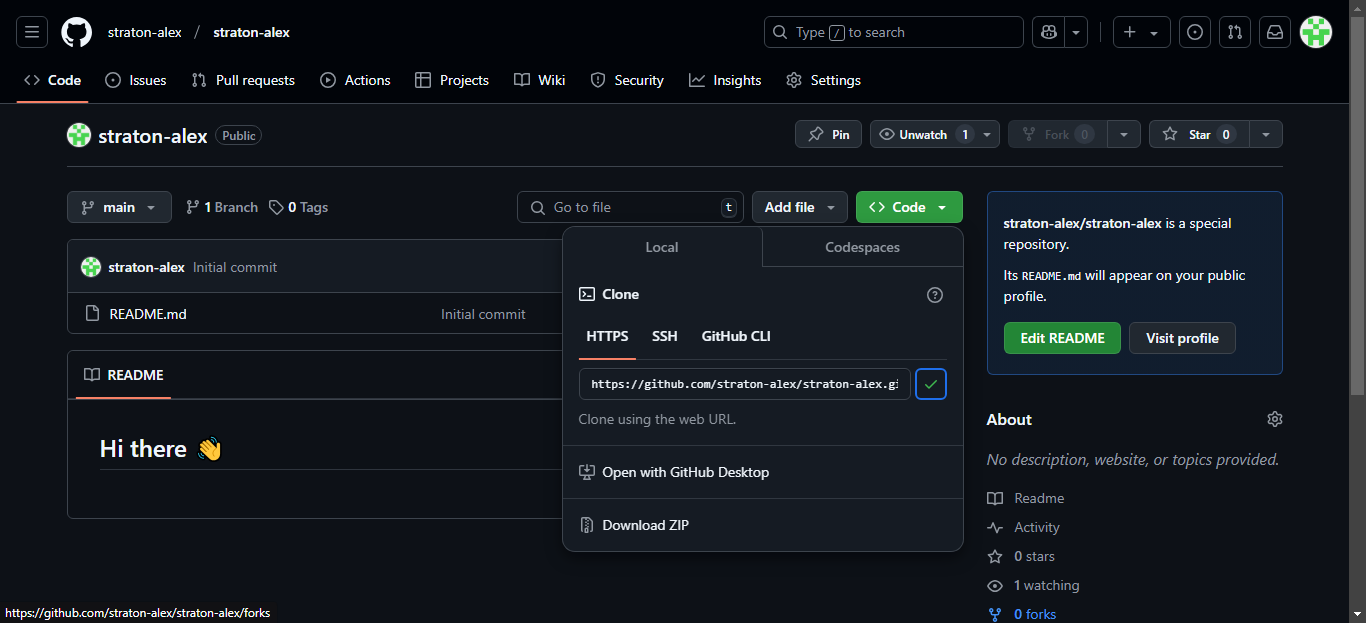 straton-alex / straton-alex
Type / to search
Code Issues Pull requests Actions Projects Wiki Security Insights Settings
straton-alex Public
Pin Unwatch 1 Fork 0 Star 0
main 1 Branch 0 Tags Go to file t Add file Code
straton-alex Initial commit
README.md Initial commit
README
Hi there 👋
Local Codespaces
Clone
HTTPS SSH GitHub CLI
https://github.com/straton-alex/straton-alex.gi
Clone using the web URL.
Open with GitHub Desktop
Download ZIP
straton-alex/straton-alex is a special
repository.
Its README.md will appear on your public
profile.
Edit README Visit profile
About
No description, website, or topics provided.
Readme
Activity
0 stars
1 watching
0 forks
https://github.com/straton-alex/straton-alex/forks